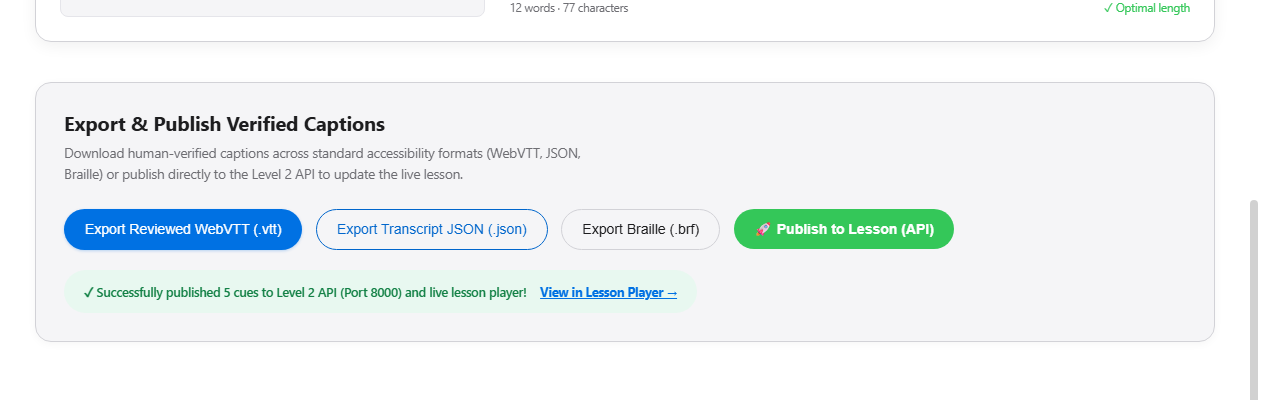 12 words · 77 characters
✓ Optimal length
Export & Publish Verified Captions
Download human-verified captions across standard accessibility formats (WebVTT, JSON,
Braille) or publish directly to the Level 2 API to update the live lesson.
Export Reviewed WebVTT (.vtt)
Export Transcript JSON (.json)
Export Braille (.brf)
🚀 Publish to Lesson (API)
✓ Successfully published 5 cues to Level 2 API (Port 8000) and live lesson player! View in Lesson Player →